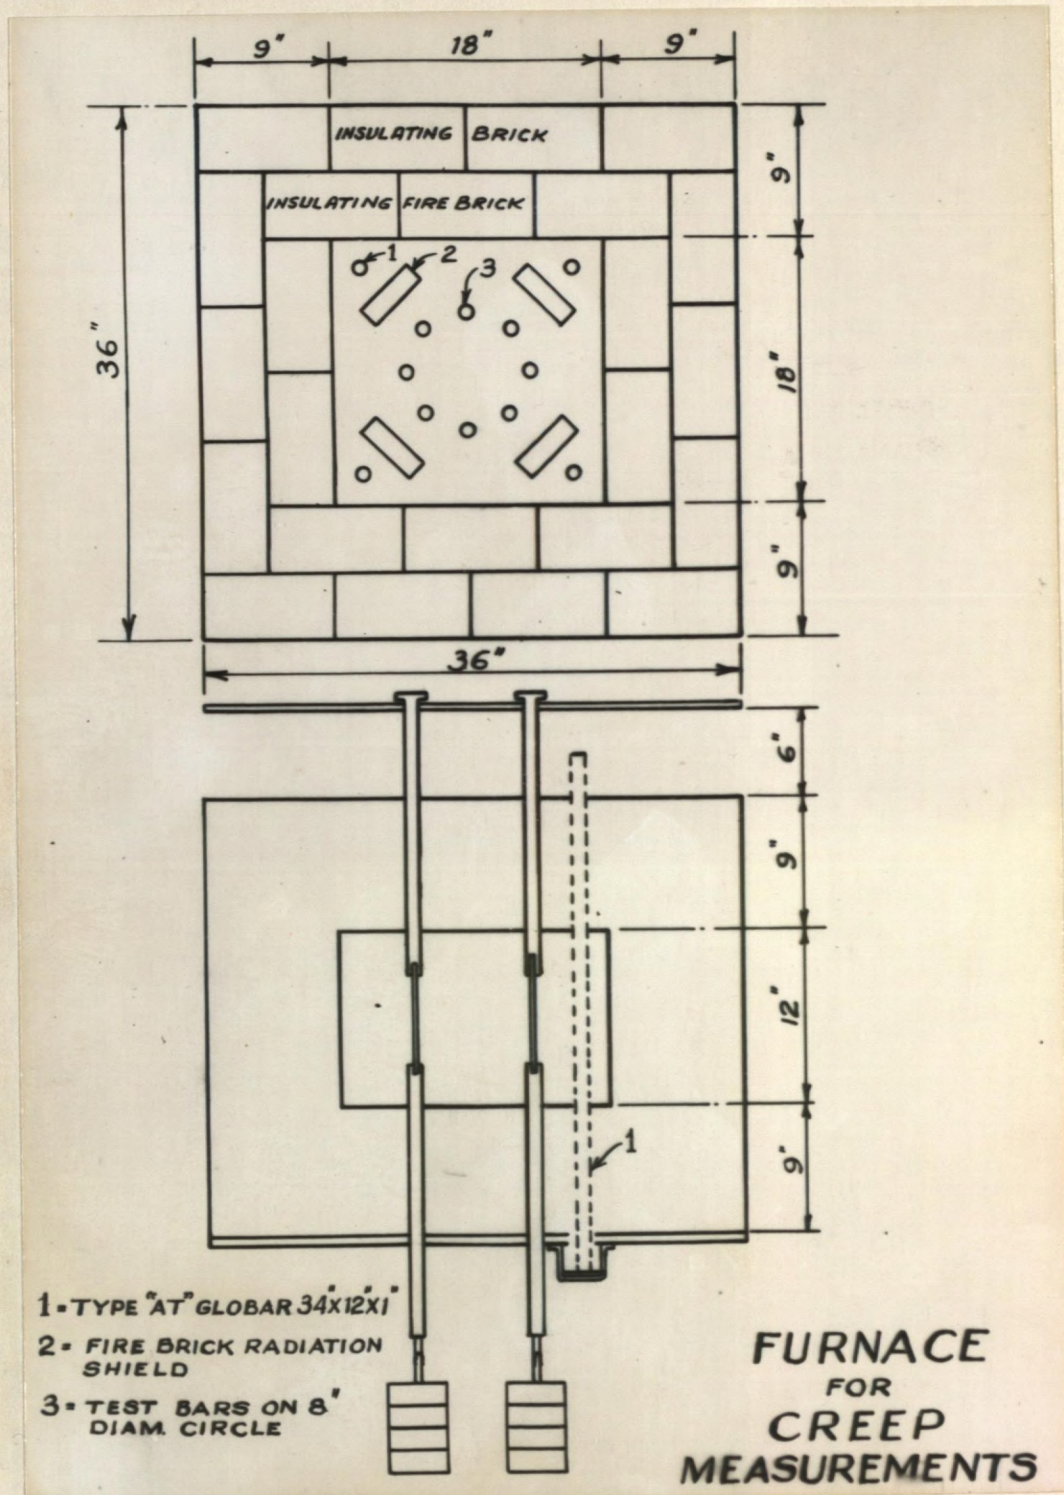 9" 18" 9"
INSULATING BRICK
9"
INSULATING FIRE BRICK
1 2
3
36"
18"
9"
36"
6"
9"
12"
1
9"
1 = TYPE "AT" GLOBAR 34"X12"X1"
2 = FIRE BRICK RADIATION
SHIELD
3 = TEST BARS ON 8"
DIAM. CIRCLE
FURNACE
FOR
CREEP
MEASUREMENTS